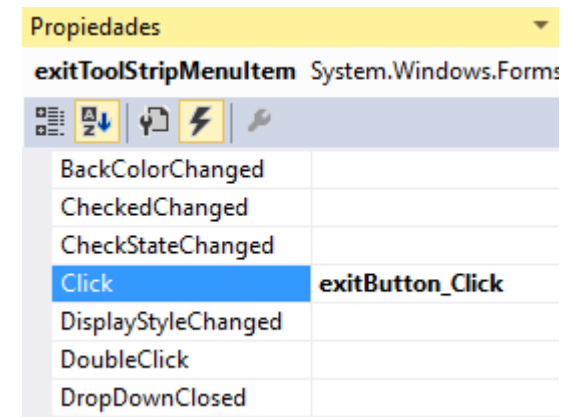 Propiedades
exitToolStripMenuItem System.Windows.Forms
BackColorChanged
CheckedChanged
CheckStateChanged
Click exitButton_Click
DisplayStyleChanged
DoubleClick
DropDownClosed